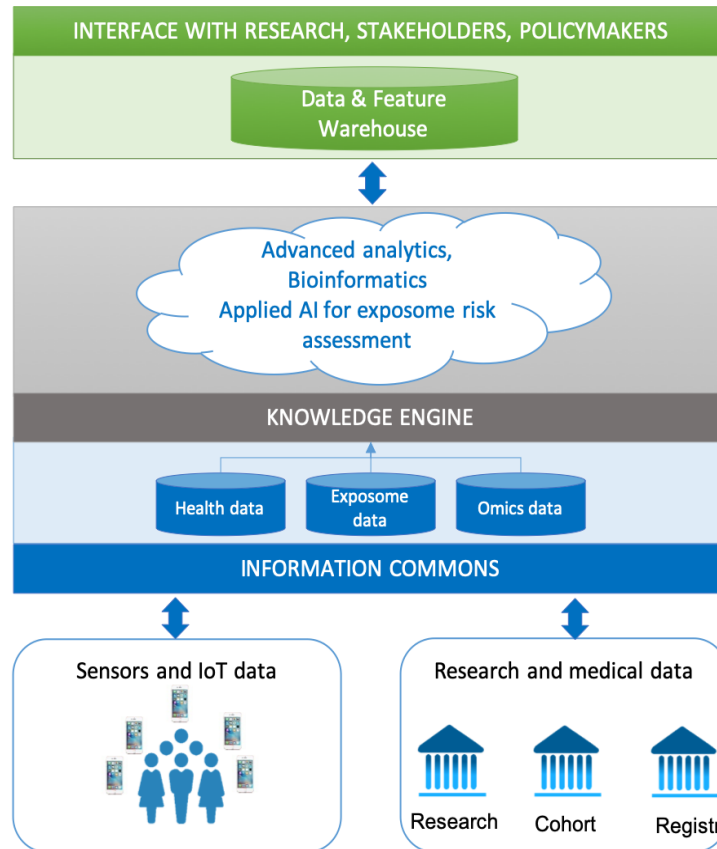 INTERFACE WITH RESEARCH, STAKEHOLDERS, POLICYMAKERS
Data & Feature
Warehouse
Advanced analytics,
Bioinformatics
Applied AI for exposome risk
assessment
KNOWLEDGE ENGINE
Health data
Exposome
data
Omics data
INFORMATION COMMONS
Sensors and IoT data
Research and medical data
Research
Cohort
Registr